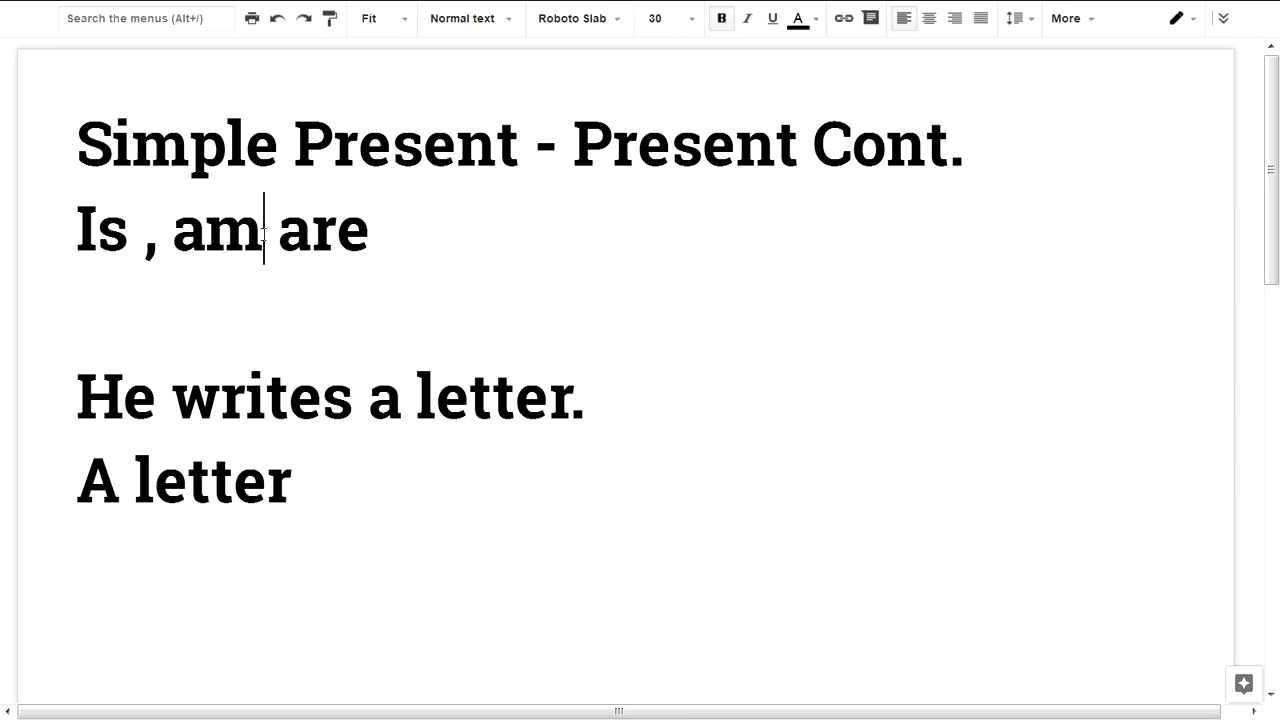 Search the menus (Alt+/) Fit Normal text Roboto Slab 30 B I U A More
Simple Present - Present Cont.
Is , am are
He writes a letter.
A letter